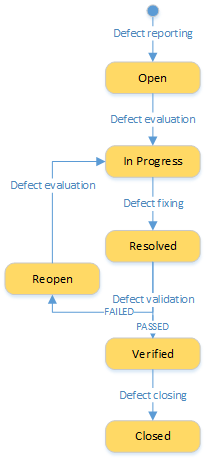 Defect reporting
Open
Defect evaluation
In Progress
Defect evaluation
Defect fixing
Resolved
Reopen
Defect validation
FAILED
PASSED
Verified
Defect closing
Closed